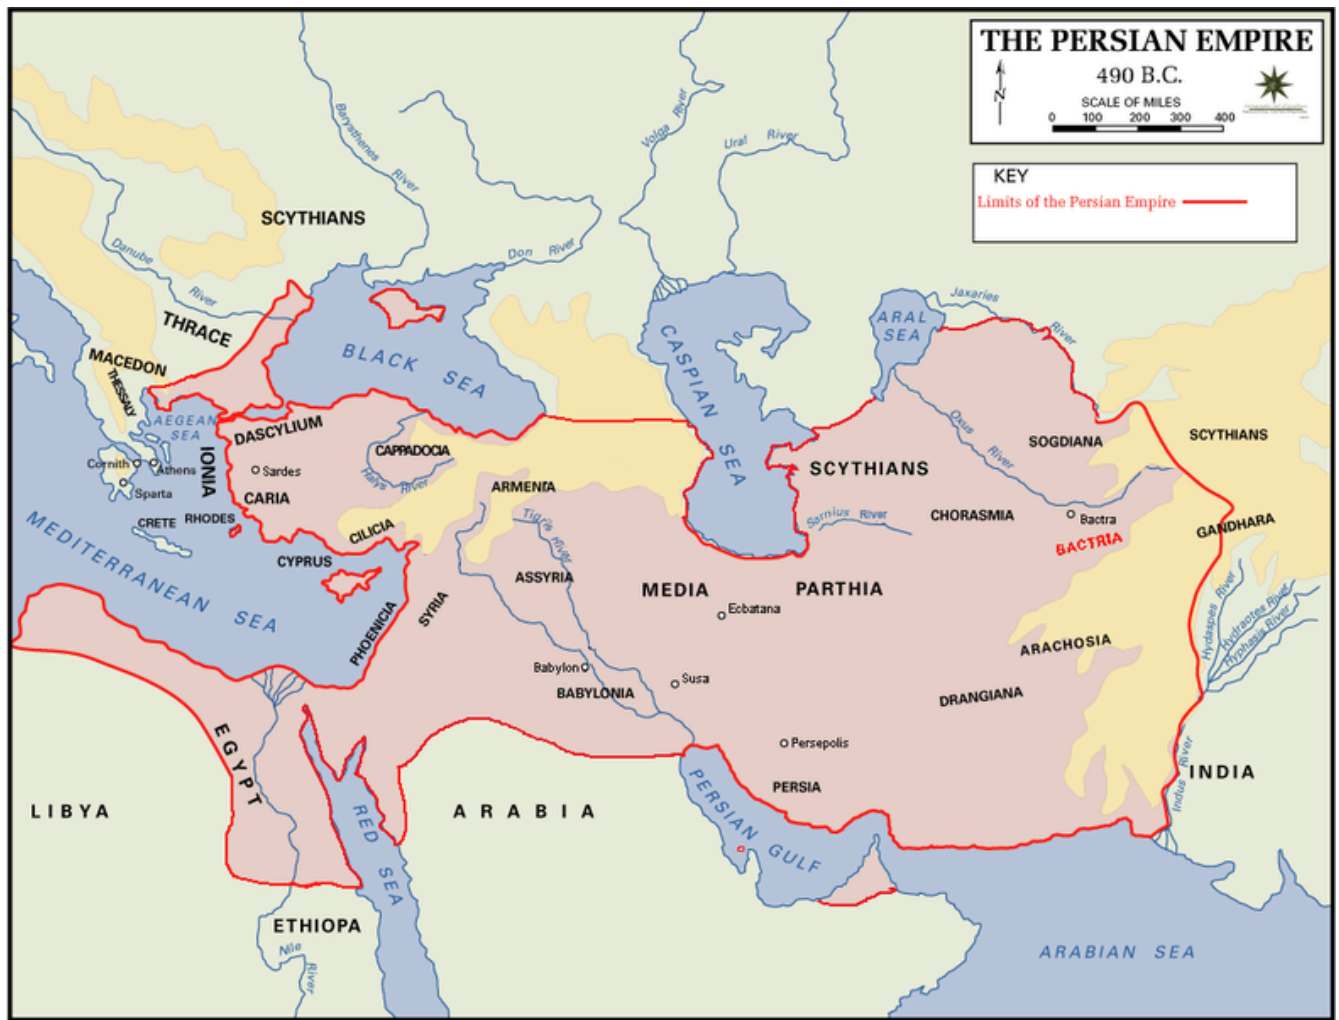 THE PERSIAN EMPIRE
490 B.C.
N
SCALE OF MILES
0 100 200 300 400
KEY
Limits of the Persian Empire
Barysthenes River
Volga River
Ural River
SCYTHIANS
Danube River
Don River
THRACE
MACEDON
THESSALY
BLACK SEA
CASPIAN SEA
ARAL SEA
Jaxaries River
AEGEAN SEA
DASCYLIUM
CAPPADOCIA
Halys River
Oxus River
SOGDIANA
SCYTHIANS
SCYTHIANS
Cornith
Athens
Sparta
IONIA
Sardes
CARIA
ARMENIA
CILICIA
CRETE
RHODES
Tigris River
Sarnius River
CHORASMIA
Bactra
BACTRIA
GANDHARA
MEDITERRANEAN SEA
CYPRUS
ASSYRIA
MEDIA
PARTHIA
Ecbatana
PHOENICIA
SYRIA
Hydaspes River
Hydraotes River
Hyphasis River
ARACHOSIA
Babylon
BABYLONIA
Susa
DRANGIANA
EGYPT
Persepolis
PERSIA
Indus River
INDIA
LIBYA
ARABIA
RED SEA
PERSIAN GULF
ETHIOPA
Nile River
ARABIAN SEA